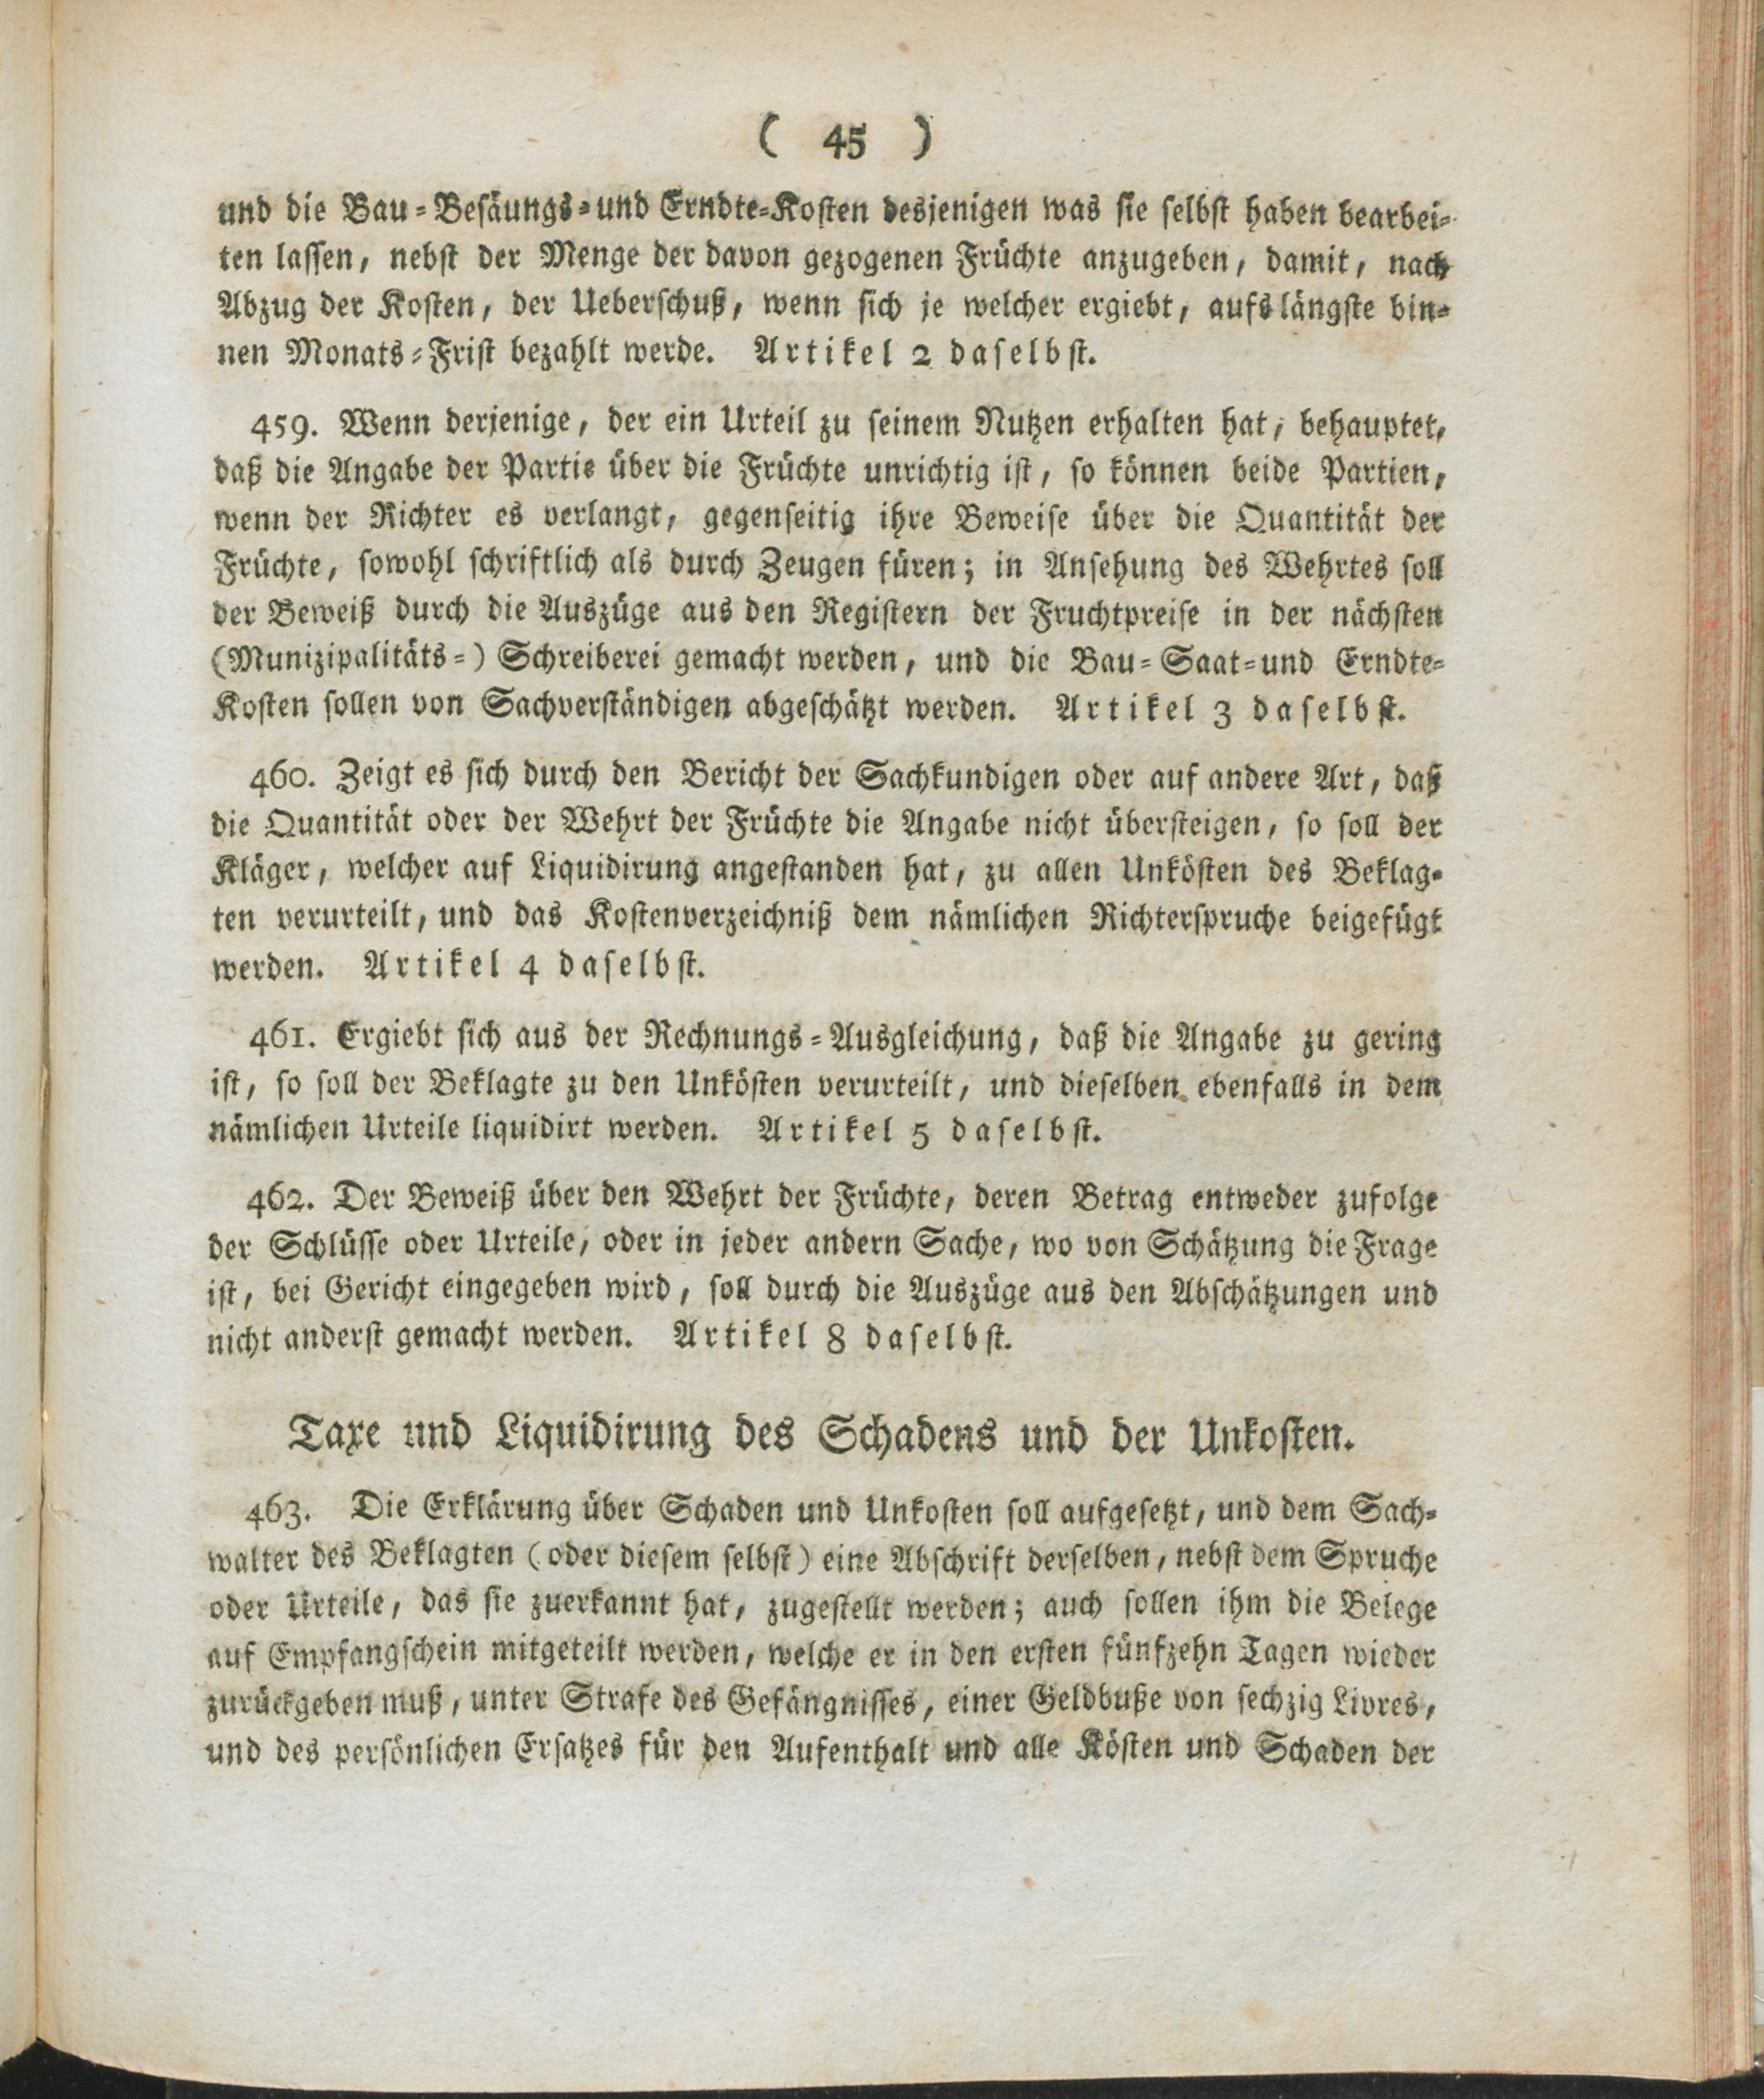 ( 45 )
und die Bau-Besäungs-und Erndte-Kosten desjenigen was sie selbst haben bearbei-
ten lassen, nebst der Menge der davon gezogenen Früchte anzugeben, damit, nach
Abzug der Kosten, der Ueberschuß, wenn sich je welcher ergiebt, aufs längste bin-
nen Monats-Frist bezahlt werde. Artikel 2 daselbst.
459. Wenn derjenige, der ein Urteil zu seinem Nutzen erhalten hat, behauptet,
daß die Angabe der Partie über die Früchte unrichtig ist, so können beide Partien,
wenn der Richter es verlangt, gegenseitig ihre Beweise über die Quantität der
Früchte, sowohl schriftlich als durch Zeugen füren; in Ansehung des Wehrtes soll
der Beweiß durch die Auszüge aus den Registern der Fruchtpreise in der nächsten
(Munizipalitäts-) Schreiberei gemacht werden, und die Bau-Saat-und Erndte-
Kosten sollen von Sachverständigen abgeschätzt werden. Artikel 3 daselbst.
460. Zeigt es sich durch den Bericht der Sachkundigen oder auf andere Art, daß
die Quantität oder der Wehrt der Früchte die Angabe nicht übersteigen, so soll der
Kläger, welcher auf Liquidirung angestanden hat, zu allen Unkösten des Beklag-
ten verurteilt, und das Kostenverzeichniß dem nämlichen Richterspruche beigefügt
werden. Artikel 4 daselbst.
461. Ergiebt sich aus der Rechnungs-Ausgleichung, daß die Angabe zu gering
ist, so soll der Beklagte zu den Unkösten verurteilt, und dieselben ebenfalls in dem
nämlichen Urteile liquidirt werden. Artikel 5 daselbst.
462. Der Beweiß über den Wehrt der Früchte, deren Betrag entweder zufolge
der Schlüsse oder Urteile, oder in jeder andern Sache, wo von Schätzung die Frage
ist, bei Gericht eingegeben wird, soll durch die Auszüge aus den Abschätzungen und
nicht anderst gemacht werden. Artikel 8 daselbst.
Taxe und Liquidirung des Schadens und der Unkosten.
463. Die Erklärung über Schaden und Unkosten soll aufgesetzt, und dem Sach-
walter des Beklagten (oder diesem selbst) eine Abschrift derselben, nebst dem Spruche
oder Urteile, das sie zuerkannt hat, zugestellt werden; auch sollen ihm die Belege
auf Empfangschein mitgeteilt werden, welche er in den ersten fünfzehn Tagen wieder
zurückgeben muß, unter Strafe des Gefängnisses, einer Geldbuße von sechzig Livres,
und des persönlichen Ersatzes für den Aufenthalt und alle Kösten und Schaden der